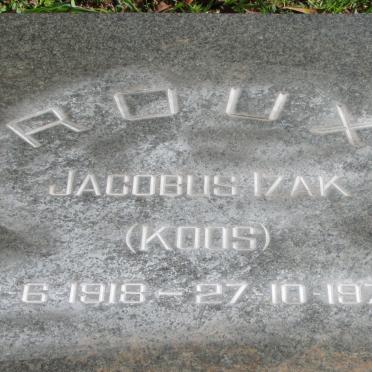 ROUX
JACOBUS IZAK
(KOOS)
-6-1918 — 27-10-197